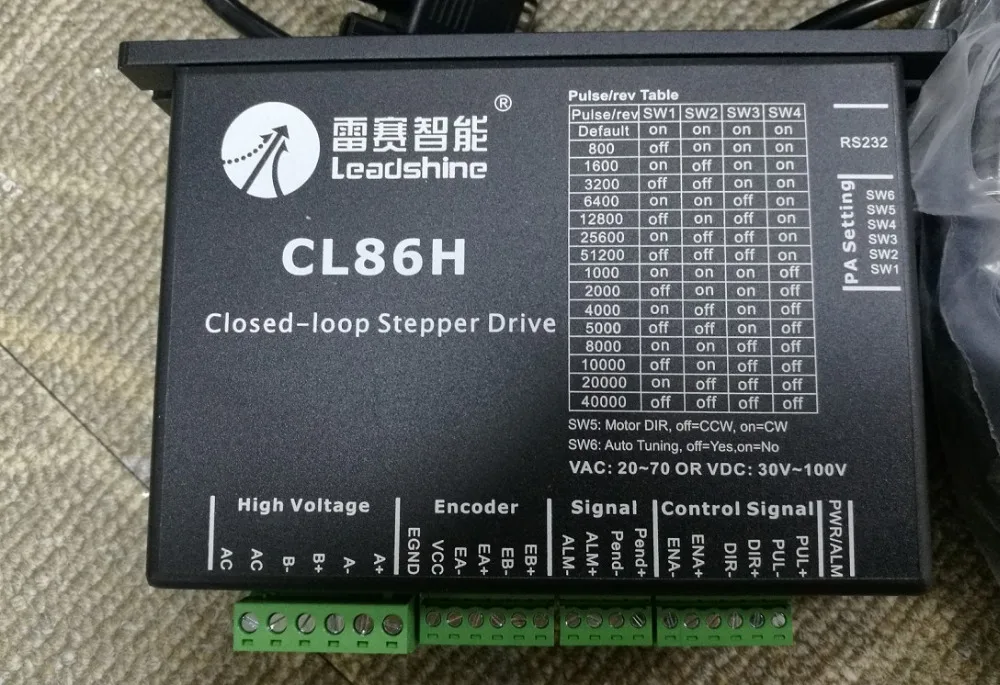 雷赛智能®
Leadshine
CL86H
Closed-loop Stepper Drive
Pulse/rev Table
Pulse/rev SW1 SW2 SW3 SW4
Default on on on on
800 off on on on
1600 on off on on
3200 off off on on
6400 on on off on
12800 off on off on
25600 on off off on
51200 off off off on
1000 on on on off
2000 off on on off
4000 on off on off
5000 off off on off
8000 on on off off
10000 off on off off
20000 on off off off
40000 off off off off
SW5: Motor DIR, off=CCW, on=CW
SW6: Auto Tuning, off=Yes,on=No
VAC: 20~70 OR VDC: 30V~100V
RS232
PA Setting
SW6
SW5
SW4
SW3
SW2
SW1
High Voltage
AC
AC
B-
B+
A-
A+
Encoder
EGND
VCC
EA-
EA+
EB-
EB+
Signal
ALM-
ALM+
Pend-
Pend+
Control Signal
ENA-
ENA+
DIR-
DIR+
PUL-
PUL+
PWR/ALM